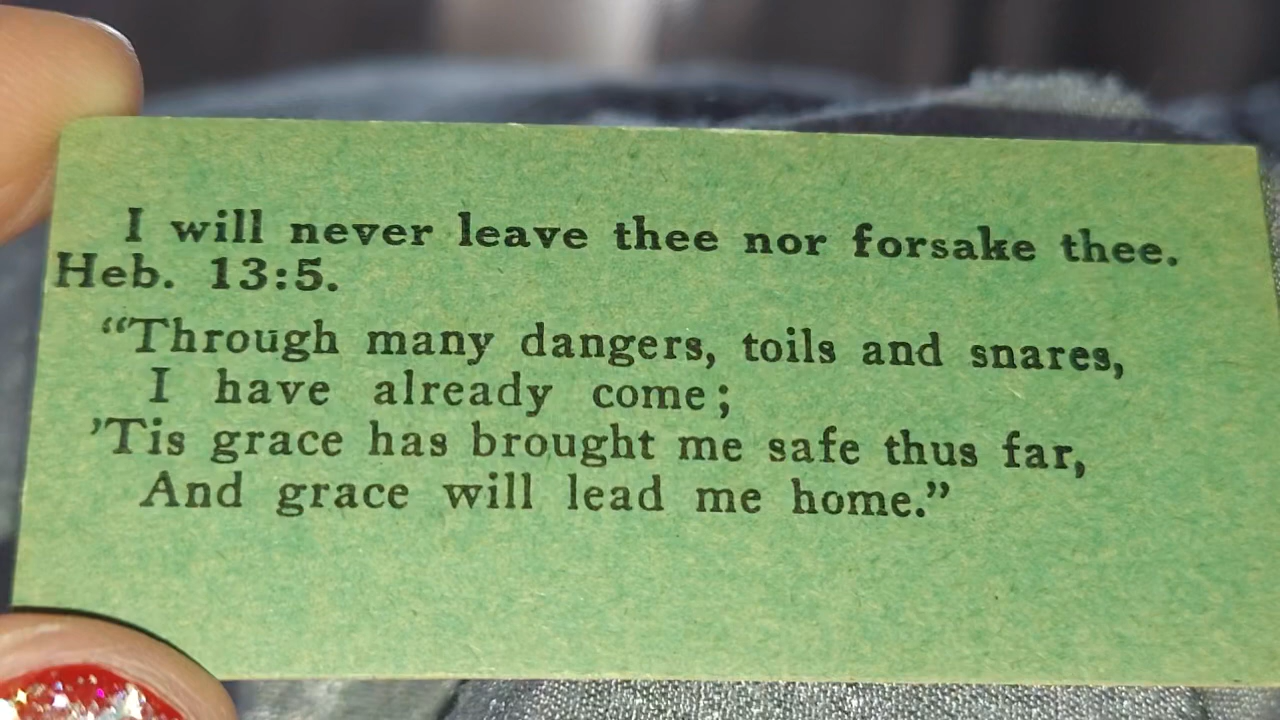 I will never leave thee nor forsake thee.
Heb. 13:5.
“Through many dangers, toils and snares,
I have already come;
’Tis grace has brought me safe thus far,
And grace will lead me home.”